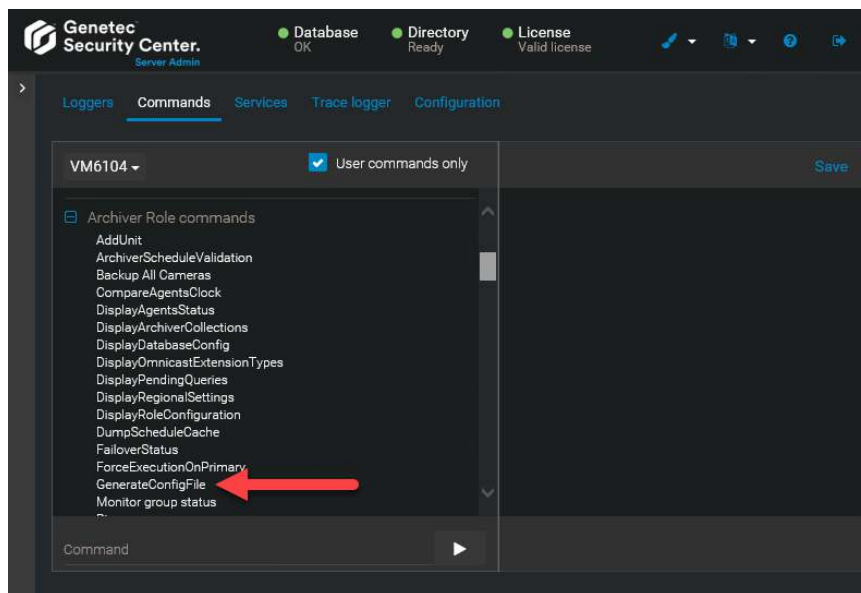 Genetec
Security Center.
Server Admin
Database
OK
Directory
Ready
License
Valid license
Loggers
Commands
Services
Trace logger
Configuration
VM6104
User commands only
Save
Archiver Role commands
AddUnit
ArchiverScheduleValidation
Backup All Cameras
CompareAgentsClock
DisplayAgentsStatus
DisplayArchiverCollections
DisplayDatabaseConfig
DisplayOmnicastExtensionTypes
DisplayPendingQueries
DisplayRegionalSettings
DisplayRoleConfiguration
DumpScheduleCache
FailoverStatus
ForceExecutionOnPrimary
GenerateConfigFile
Monitor group status
Command